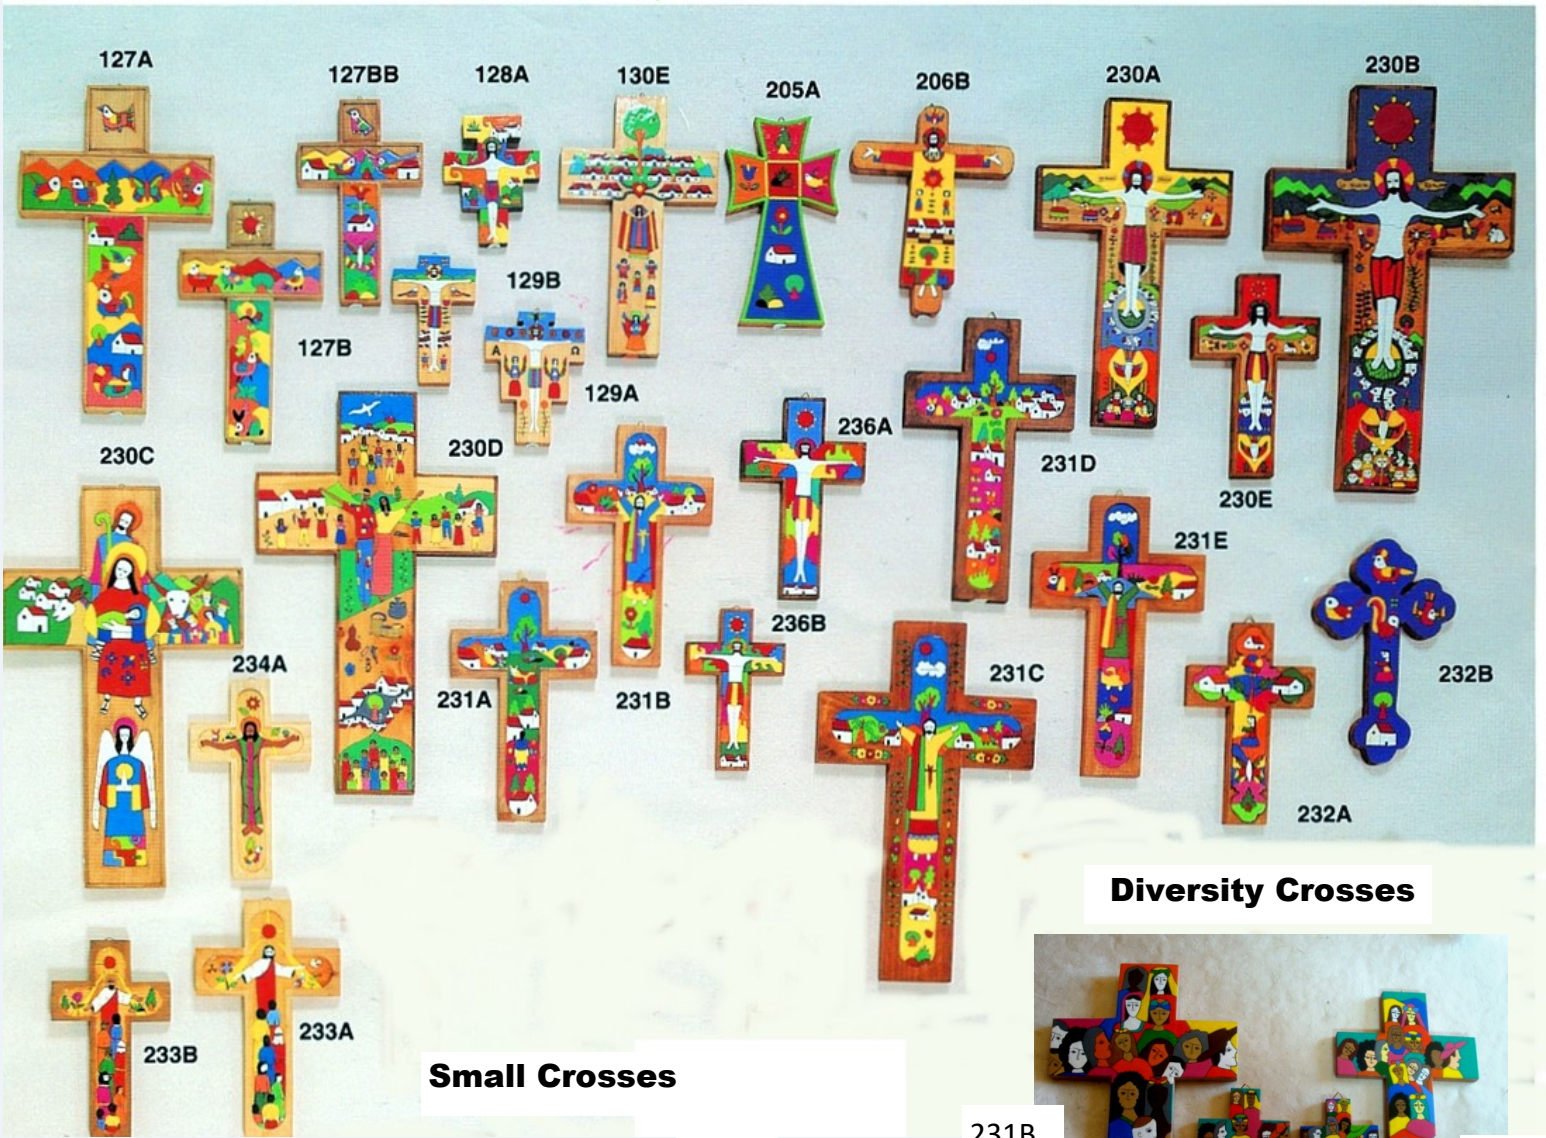 127A
127BB
128A
130E
205A
206B
230A
230B
129B
127B
129A
236A
230C
230D
231D
230E
231E
236B
234A
231A
231B
231C
232B
232A
Diversity Crosses
233B
233A
Small Crosses
231B
A Ω